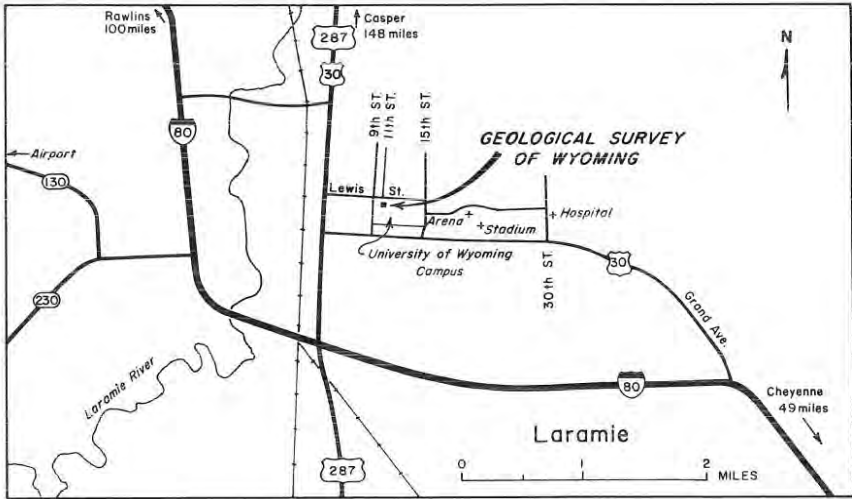 Rawlins
100 miles
Casper
148 miles
287
30
N
80
9th ST.
11th ST.
15th ST.
GEOLOGICAL SURVEY
OF WYOMING
Airport
130
Lewis St.
Arena
Stadium
Hospital
University of Wyoming
Campus
30th ST.
30
230
Grand Ave.
Laramie River
80
Cheyenne
49 miles
Laramie
287
0 1 2
MILES